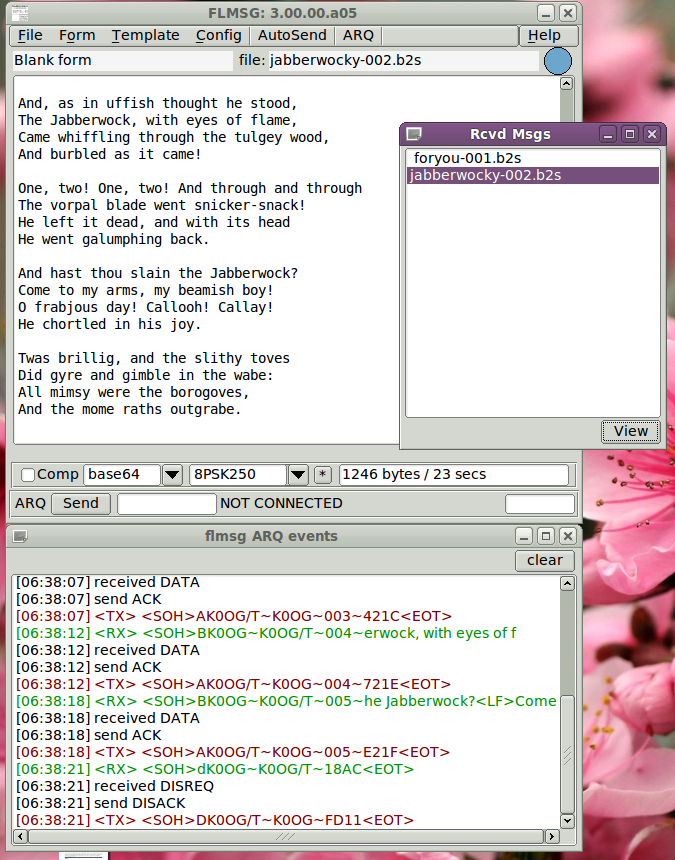 FLMSG: 3.00.00.a05
File Form Template Config AutoSend ARQ Help
Blank form file: jabberwocky-002.b2s
And, as in uffish thought he stood,
The Jabberwock, with eyes of flame,
Came whiffling through the tulgey wood,
And burbled as it came!
One, two! One, two! And through and through
The vorpal blade went snicker-snack!
He left it dead, and with its head
He went galumphing back.
And hast thou slain the Jabberwock?
Come to my arms, my beamish boy!
O frabjous day! Callooh! Callay!
He chortled in his joy.
Twas brillig, and the slithy toves
Did gyre and gimble in the wabe:
All mimsy were the borogoves,
And the mome raths outgrabe.
Rcvd Msgs
foryou-001.b2s
jabberwocky-002.b2s
View
Comp base64 8PSK250 * 1246 bytes / 23 secs
ARQ Send NOT CONNECTED
flmsg ARQ events
clear
[06:38:07] received DATA
[06:38:07] send ACK
[06:38:07] <TX> <SOH>AK0OG/T~K0OG~003~421C<EOT>
[06:38:12] <RX> <SOH>BK0OG~K0OG/T~004~erwock, with eyes of f
[06:38:12] received DATA
[06:38:12] send ACK
[06:38:12] <TX> <SOH>AK0OG/T~K0OG~004~721E<EOT>
[06:38:18] <RX> <SOH>BK0OG~K0OG/T~005~he Jabberwock?<LF>Come
[06:38:18] received DATA
[06:38:18] send ACK
[06:38:18] <TX> <SOH>AK0OG/T~K0OG~005~E21F<EOT>
[06:38:21] <RX> <SOH>dK0OG~K0OG/T~18AC<EOT>
[06:38:21] received DISREQ
[06:38:21] send DISACK
[06:38:21] <TX> <SOH>DK0OG/T~K0OG~FD11<EOT>